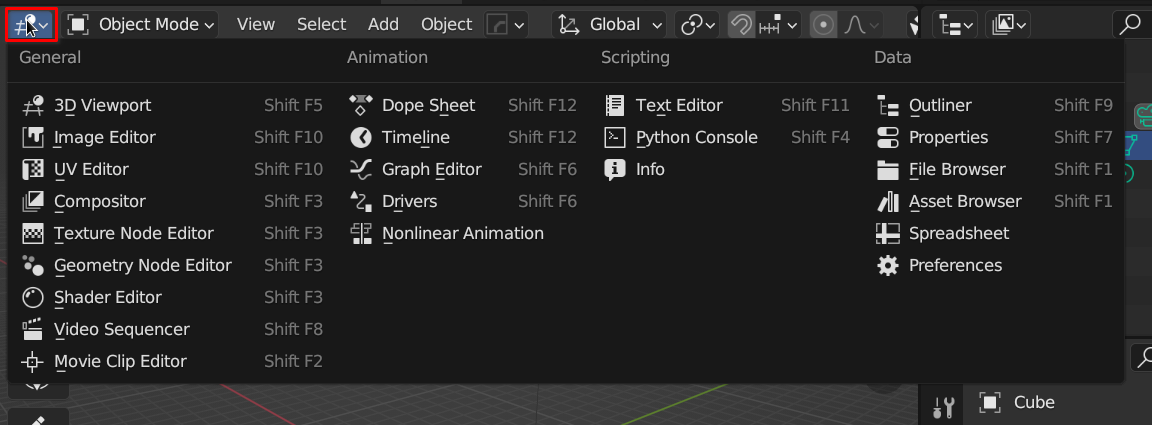 Object Mode View Select Add Object Global
General Animation Scripting Data
3D Viewport Shift F5 Dope Sheet Shift F12 Text Editor Shift F11 Outliner Shift F9
Image Editor Shift F10 Timeline Shift F12 Python Console Shift F4 Properties Shift F7
UV Editor Shift F10 Graph Editor Shift F6 Info File Browser Shift F1
Compositor Shift F3 Drivers Shift F6 Asset Browser Shift F1
Texture Node Editor Shift F3 Nonlinear Animation Spreadsheet
Geometry Node Editor Shift F3 Preferences
Shader Editor Shift F3
Video Sequencer Shift F8
Movie Clip Editor Shift F2
Cube